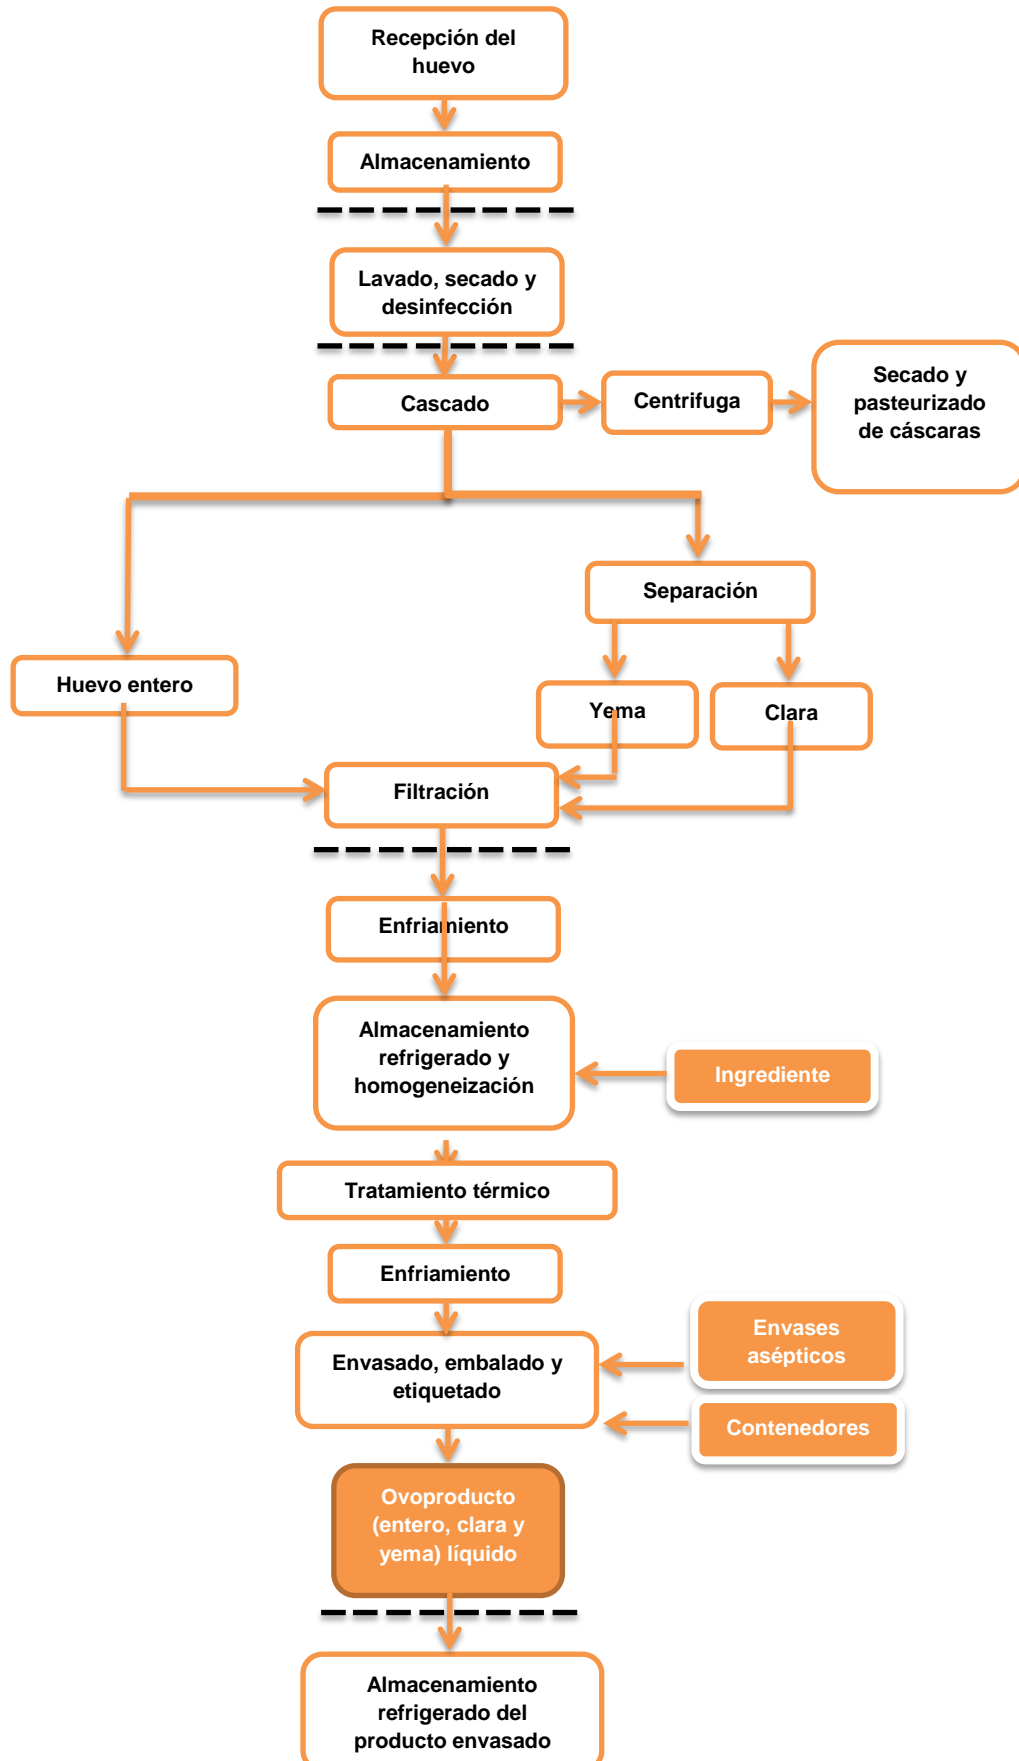 Recepción del
huevo
Almacenamiento
Lavado, secado y
desinfección
Cascado
Centrifuga
Secado y
pasteurizado
de cáscaras
Separación
Huevo entero
Yema
Clara
Filtración
Enfriamiento
Almacenamiento
refrigerado y
homogeneización
Ingrediente
Tratamiento térmico
Enfriamiento
Envasado, embalado y
etiquetado
Envases
asépticos
Contenedores
Ovoproducto
(entero, clara y
yema) líquido
Almacenamiento
refrigerado del
producto envasado